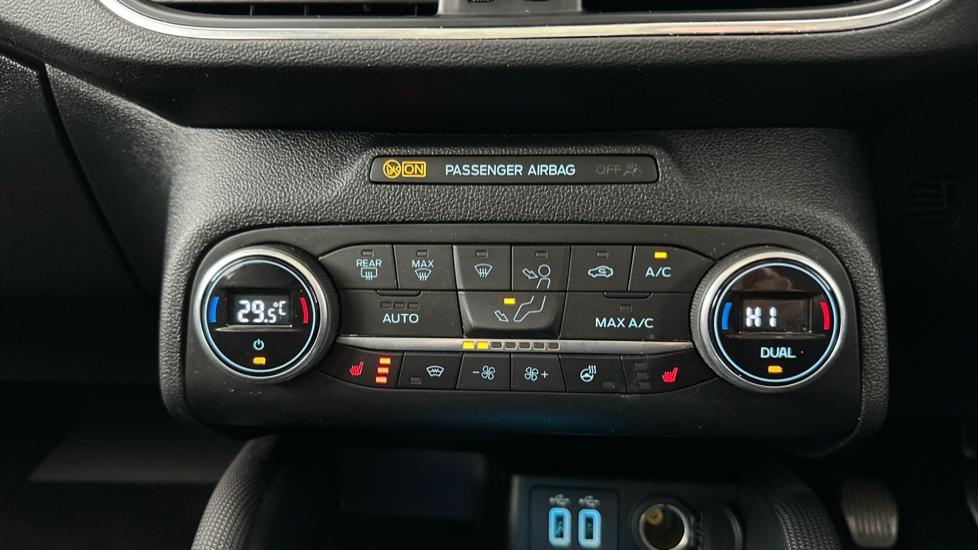 ON PASSENGER AIRBAG OFF
REAR MAX A/C
29.5°C HI
AUTO MAX A/C
DUAL
- +